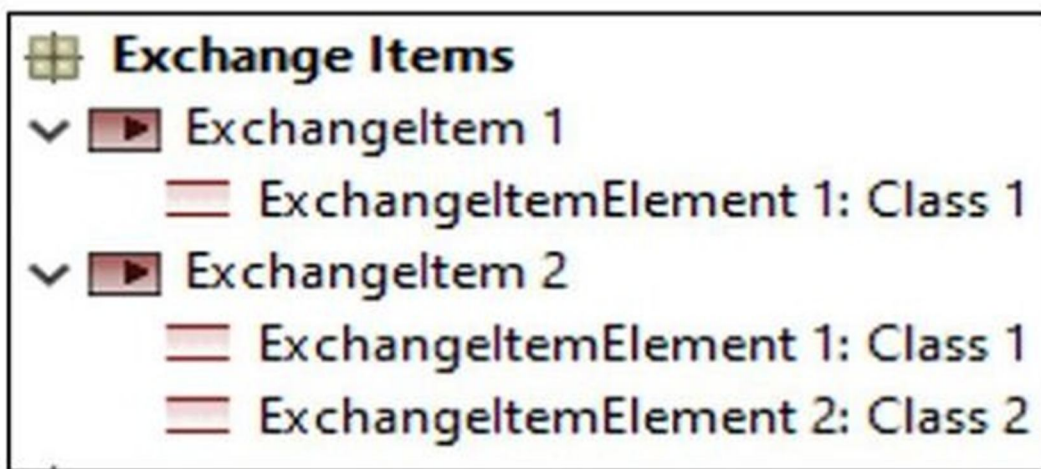 Exchange Items
ExchangeItem 1
ExchangeItemElement 1: Class 1
ExchangeItem 2
ExchangeItemElement 1: Class 1
ExchangeItemElement 2: Class 2